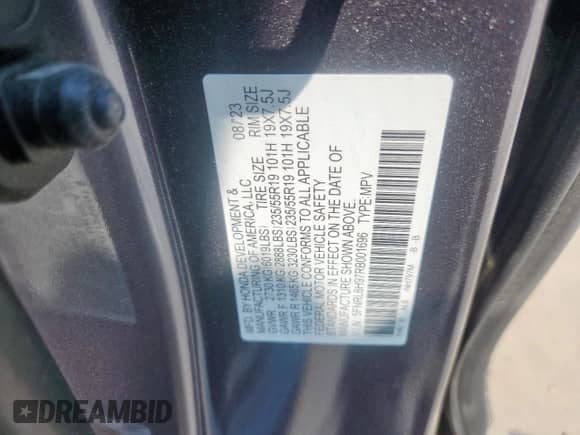 MFD. BY HONDA DEVELOPMENT & 08/23
MANUFACTURING OF AMERICA, LLC
GVWR 2730KG(6019LBS) TIRE SIZE RIM SIZE
GAWR F 1310KG(2888LBS) 235/55R19 101H 19X7.5J
GAWR R 1465KG(3230LBS) 235/55R19 101H 19X7.5J
THIS VEHICLE CONFORMS TO ALL APPLICABLE
FEDERAL MOTOR VEHICLE SAFETY
STANDARDS IN EFFECT ON THE DATE OF
MANUFACTURE SHOWN ABOVE.
V.I.N: 5FNRL6H97RB001696 TYPE:MPV
DREAMBID